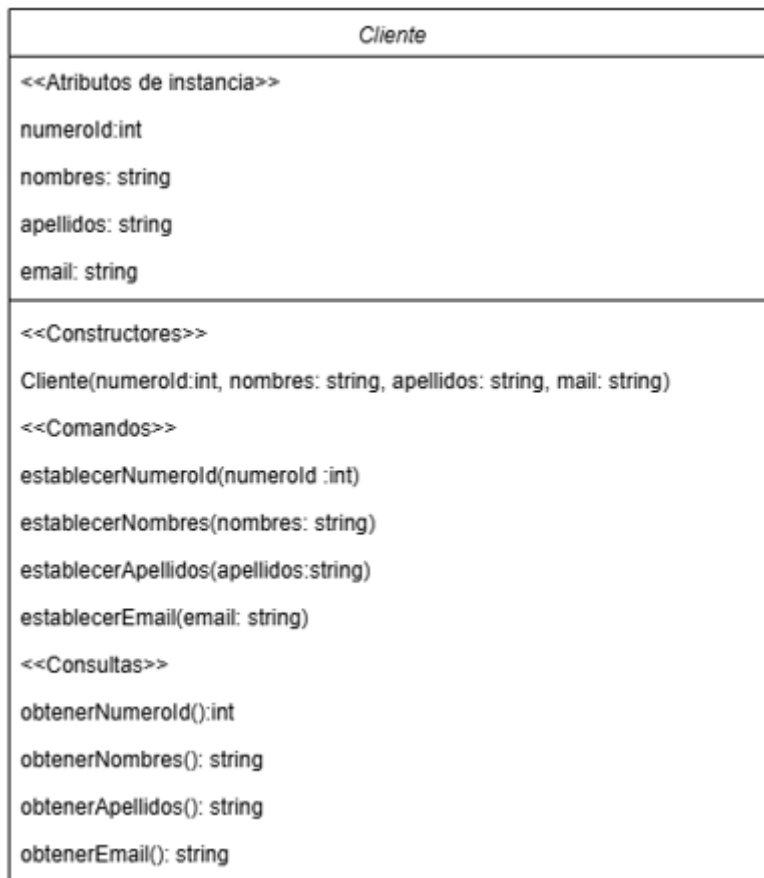 Cliente
<<Atributos de instancia>>
numeroId:int
nombres: string
apellidos: string
email: string
<<Constructores>>
Cliente(numeroId:int, nombres: string, apellidos: string, mail: string)
<<Comandos>>
establecerNumeroId(numeroId :int)
establecerNombres(nombres: string)
establecerApellidos(apellidos:string)
establecerEmail(email: string)
<<Consultas>>
obtenerNumeroId():int
obtenerNombres(): string
obtenerApellidos(): string
obtenerEmail(): string